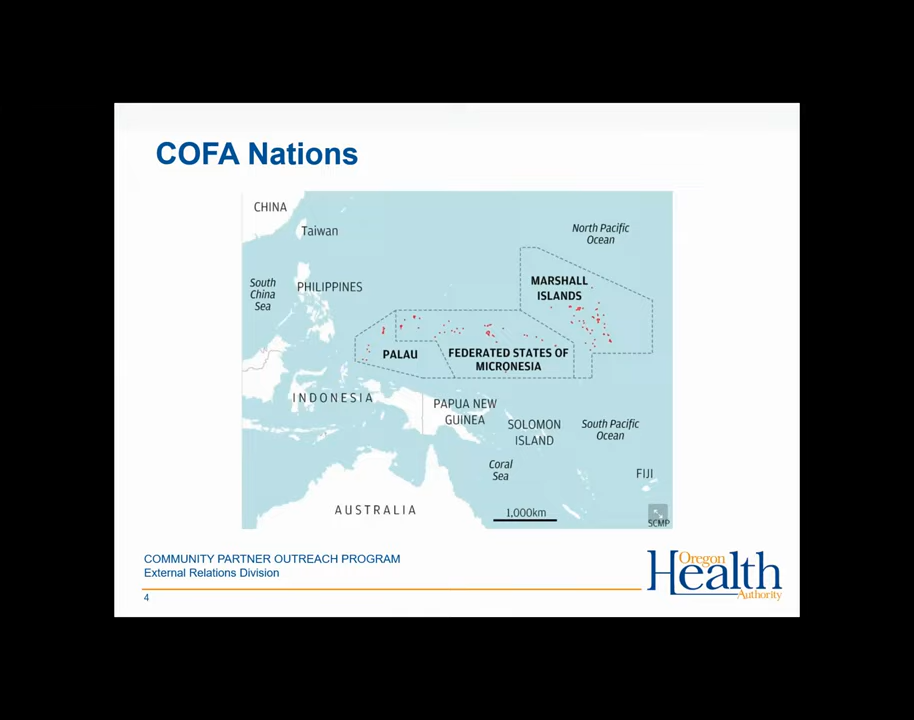 COFA Nations
CHINA
Taiwan
North Pacific
Ocean
South
China
Sea
PHILIPPINES
MARSHALL
ISLANDS
PALAU
FEDERATED STATES OF
MICRONESIA
INDONESIA
PAPUA NEW
GUINEA
SOLOMON
ISLAND
South Pacific
Ocean
Coral
Sea
FIJI
AUSTRALIA
1,000km
SCMP
COMMUNITY PARTNER OUTREACH PROGRAM
External Relations Division
4
Oregon
Health
Authority